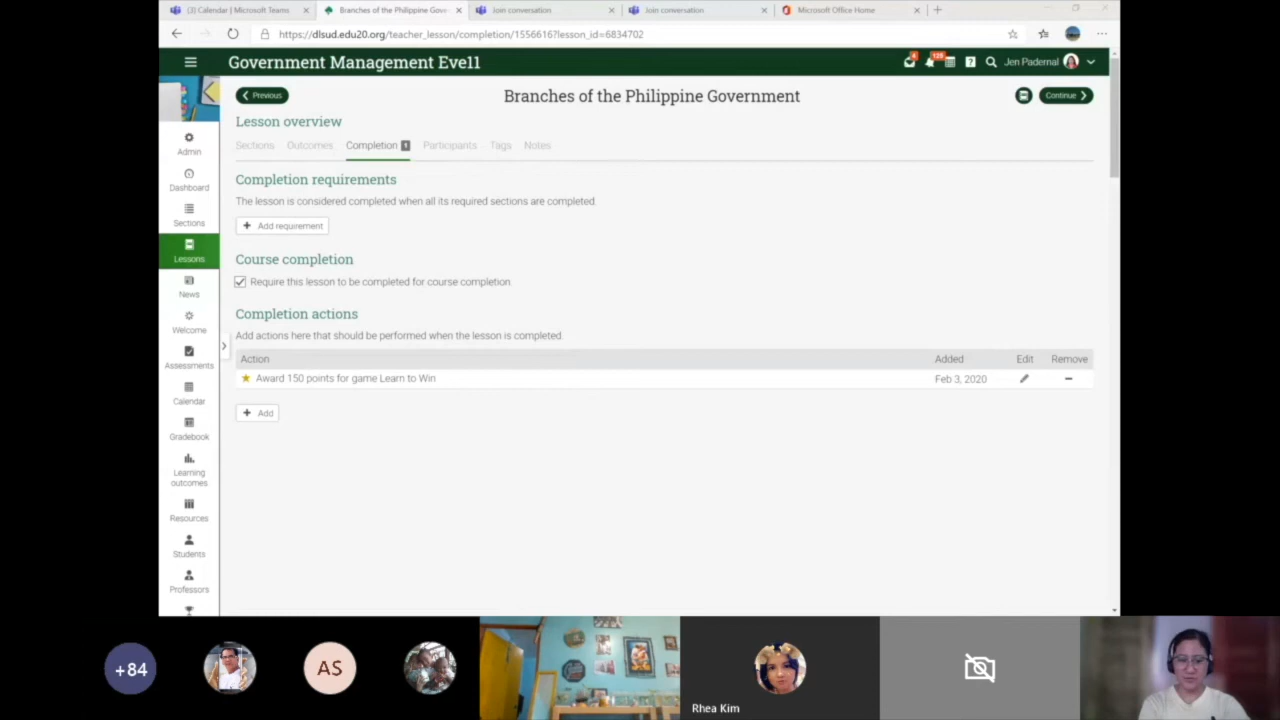 (3) Calendar | Microsoft Teams
Branches of the Philippine Gover
Join conversation
Join conversation
Microsoft Office Home
https://dlsud.edu20.org/teacher_lesson/completion/1556616?lesson_id=6834702
Government Management Eve11
4
125
Jen Padernal
Previous
Branches of the Philippine Government
Continue
Lesson overview
Sections Outcomes Completion 1 Participants Tags Notes
Completion requirements
The lesson is considered completed when all its required sections are completed.
+ Add requirement
Course completion
Require this lesson to be completed for course completion
Completion actions
Add actions here that should be performed when the lesson is completed.
Action Added Edit Remove
Award 150 points for game Learn to Win Feb 3, 2020
+ Add
Admin
Dashboard
Sections
Lessons
News
Welcome
Assessments
Calendar
Gradebook
Learning
outcomes
Resources
Students
Professors
+84
AS
Rhea Kim